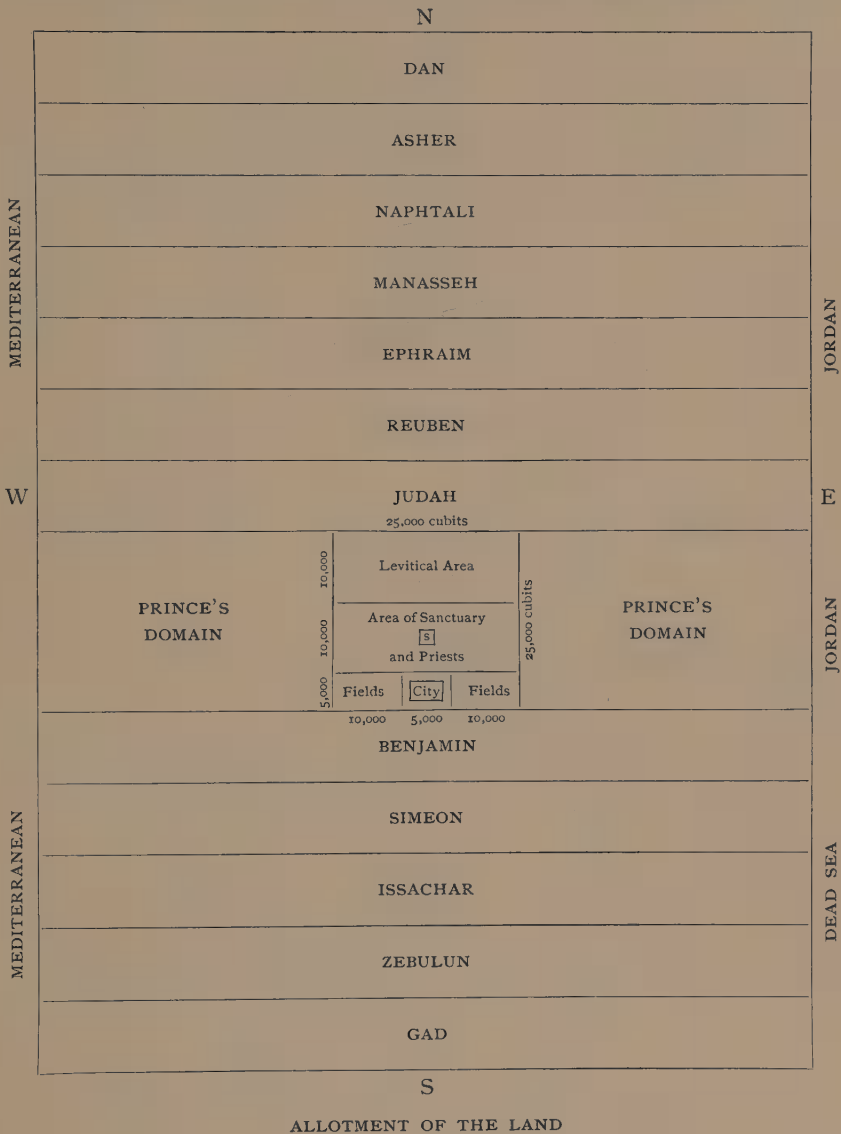 N
DAN
ASHER
NAPHTALI
MEDITERRANEAN
MANASSEH
JORDAN
EPHRAIM
REUBEN
W
JUDAH
E
25,000 cubits
PRINCE'S
DOMAIN
10,000
Levitical Area
10,000
Area of Sanctuary
S
and Priests
5,000
Fields
City
Fields
25,000 cubits
10,000 5,000 10,000
PRINCE'S
DOMAIN
JORDAN
BENJAMIN
SIMEON
MEDITERRANEAN
ISSACHAR
DEAD SEA
ZEBULUN
GAD
S
ALLOTMENT OF THE LAND